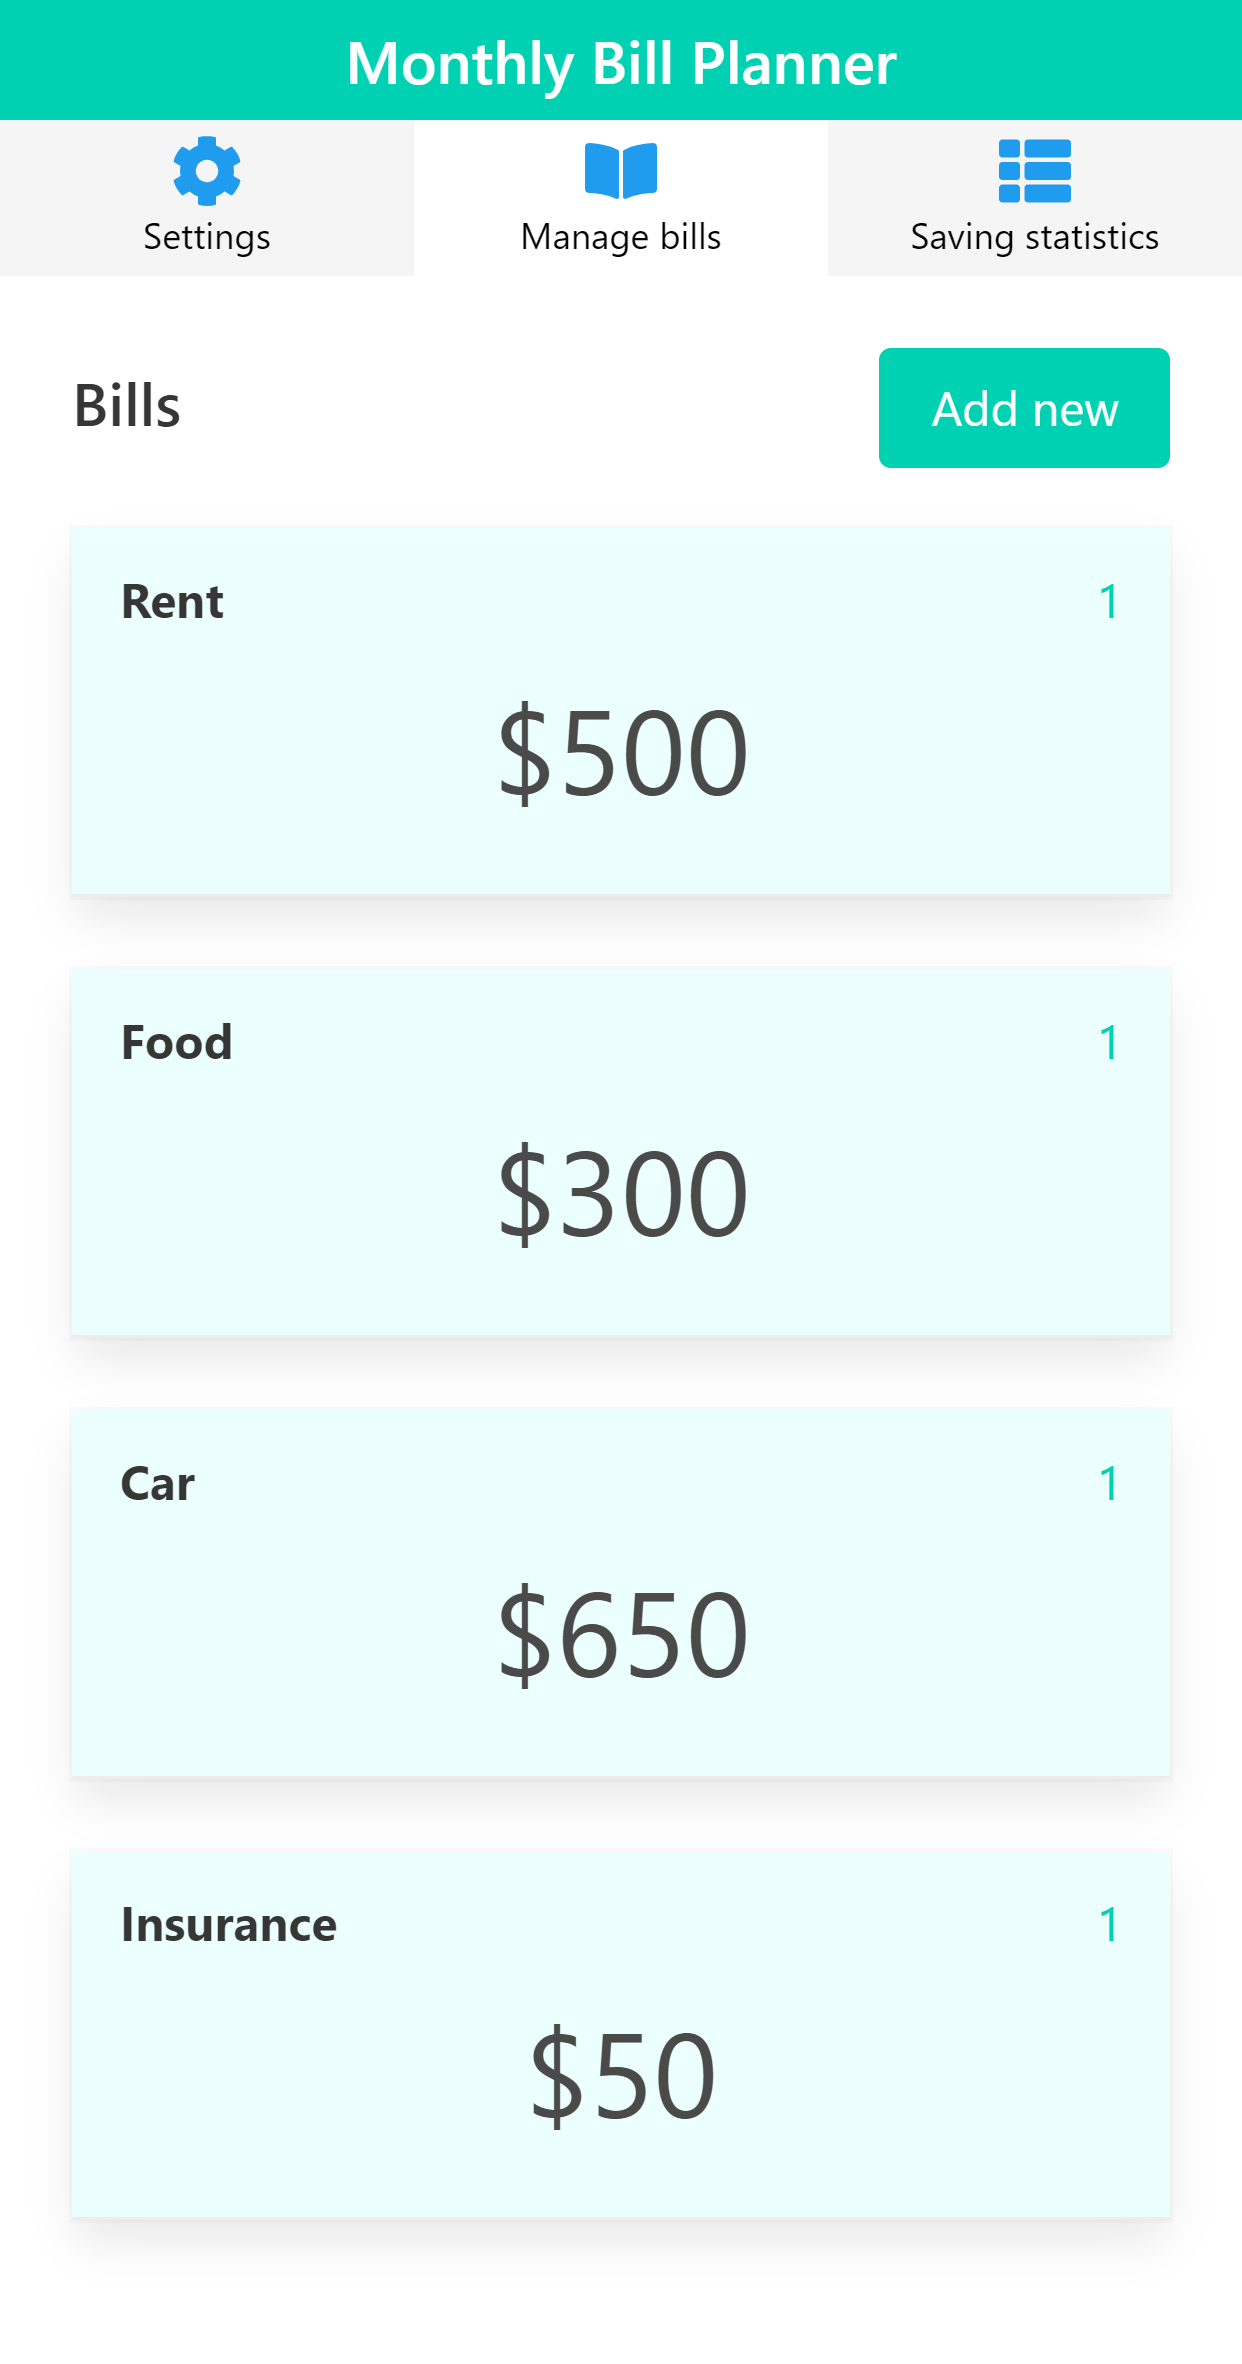 Monthly Bill Planner
Settings
Manage bills
Saving statistics
Bills
Add new
Rent
1
$500
Food
1
$300
Car
1
$650
Insurance
1
$50